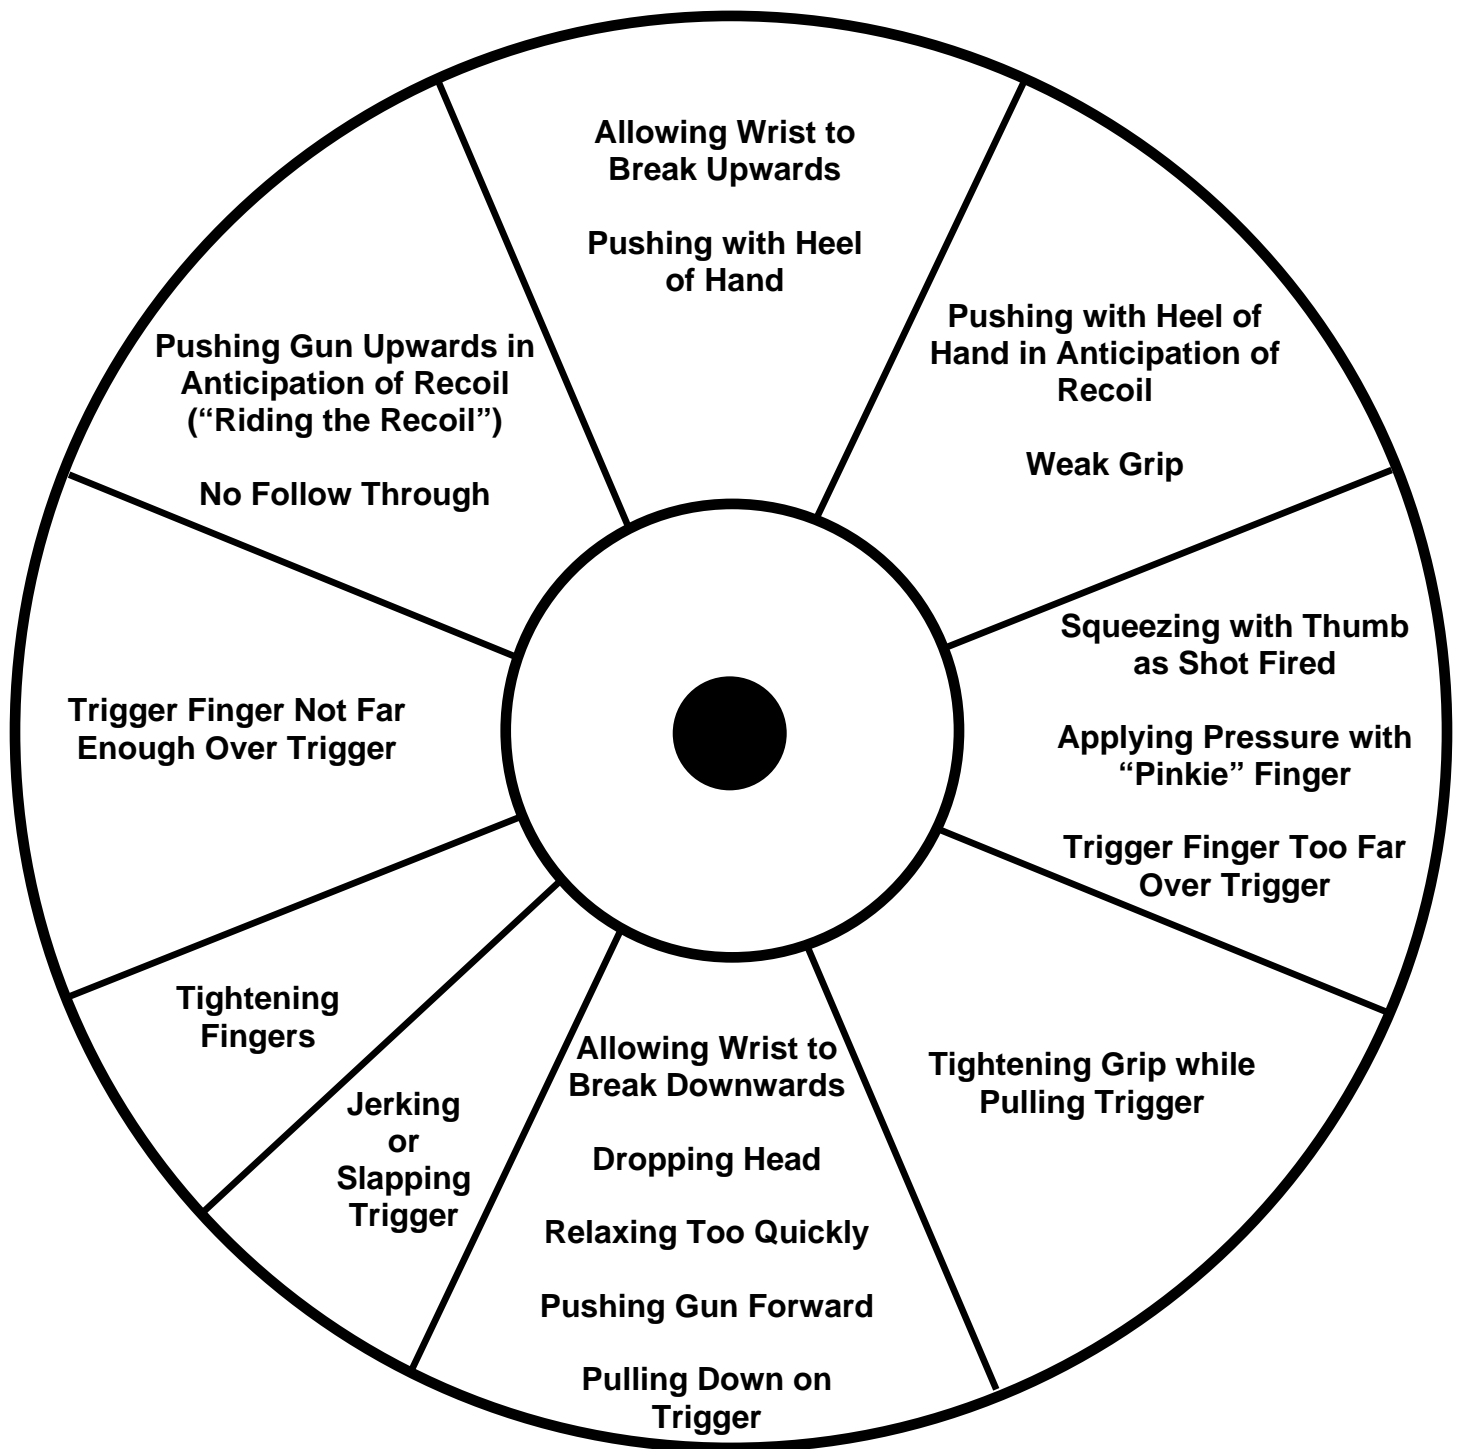 Allowing Wrist to
Break Upwards
Pushing with Heel
of Hand
Pushing with Heel of
Hand in Anticipation of
Recoil
Weak Grip
Pushing Gun Upwards in
Anticipation of Recoil
(“Riding the Recoil”)
No Follow Through
Squeezing with Thumb
as Shot Fired
Applying Pressure with
“Pinkie” Finger
Trigger Finger Too Far
Over Trigger
Trigger Finger Not Far
Enough Over Trigger
Tightening
Fingers
Jerking
or
Slapping
Trigger
Allowing Wrist to
Break Downwards
Dropping Head
Relaxing Too Quickly
Pushing Gun Forward
Pulling Down on
Trigger
Tightening Grip while
Pulling Trigger